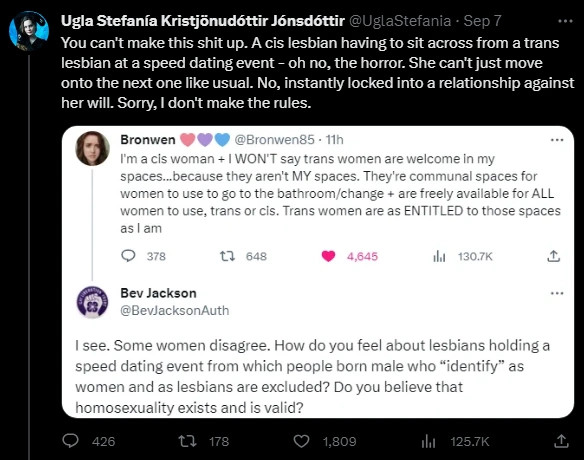 Ugla Stefanía Kristjönudóttir Jónsdóttir @UglaStefania · Sep 7
You can't make this shit up. A cis lesbian having to sit across from a trans
lesbian at a speed dating event - oh no, the horror. She can't just move
onto the next one like usual. No, instantly locked into a relationship against
her will. Sorry, I don't make the rules.
Bronwen 🩷💜💙 @Bronwen85 · 11h
I'm a cis woman + I WON'T say trans women are welcome in my
spaces...because they aren't MY spaces. They're communal spaces for
women to use to go to the bathroom/change + are freely available for ALL
women to use, trans or cis. Trans women are as ENTITLED to those spaces
as I am
378 648 4,645 130.7K
Bev Jackson
@BevJacksonAuth
I see. Some women disagree. How do you feel about lesbians holding a
speed dating event from which people born male who “identify” as
women and as lesbians are excluded? Do you believe that
homosexuality exists and is valid?
426 178 1,809 125.7K